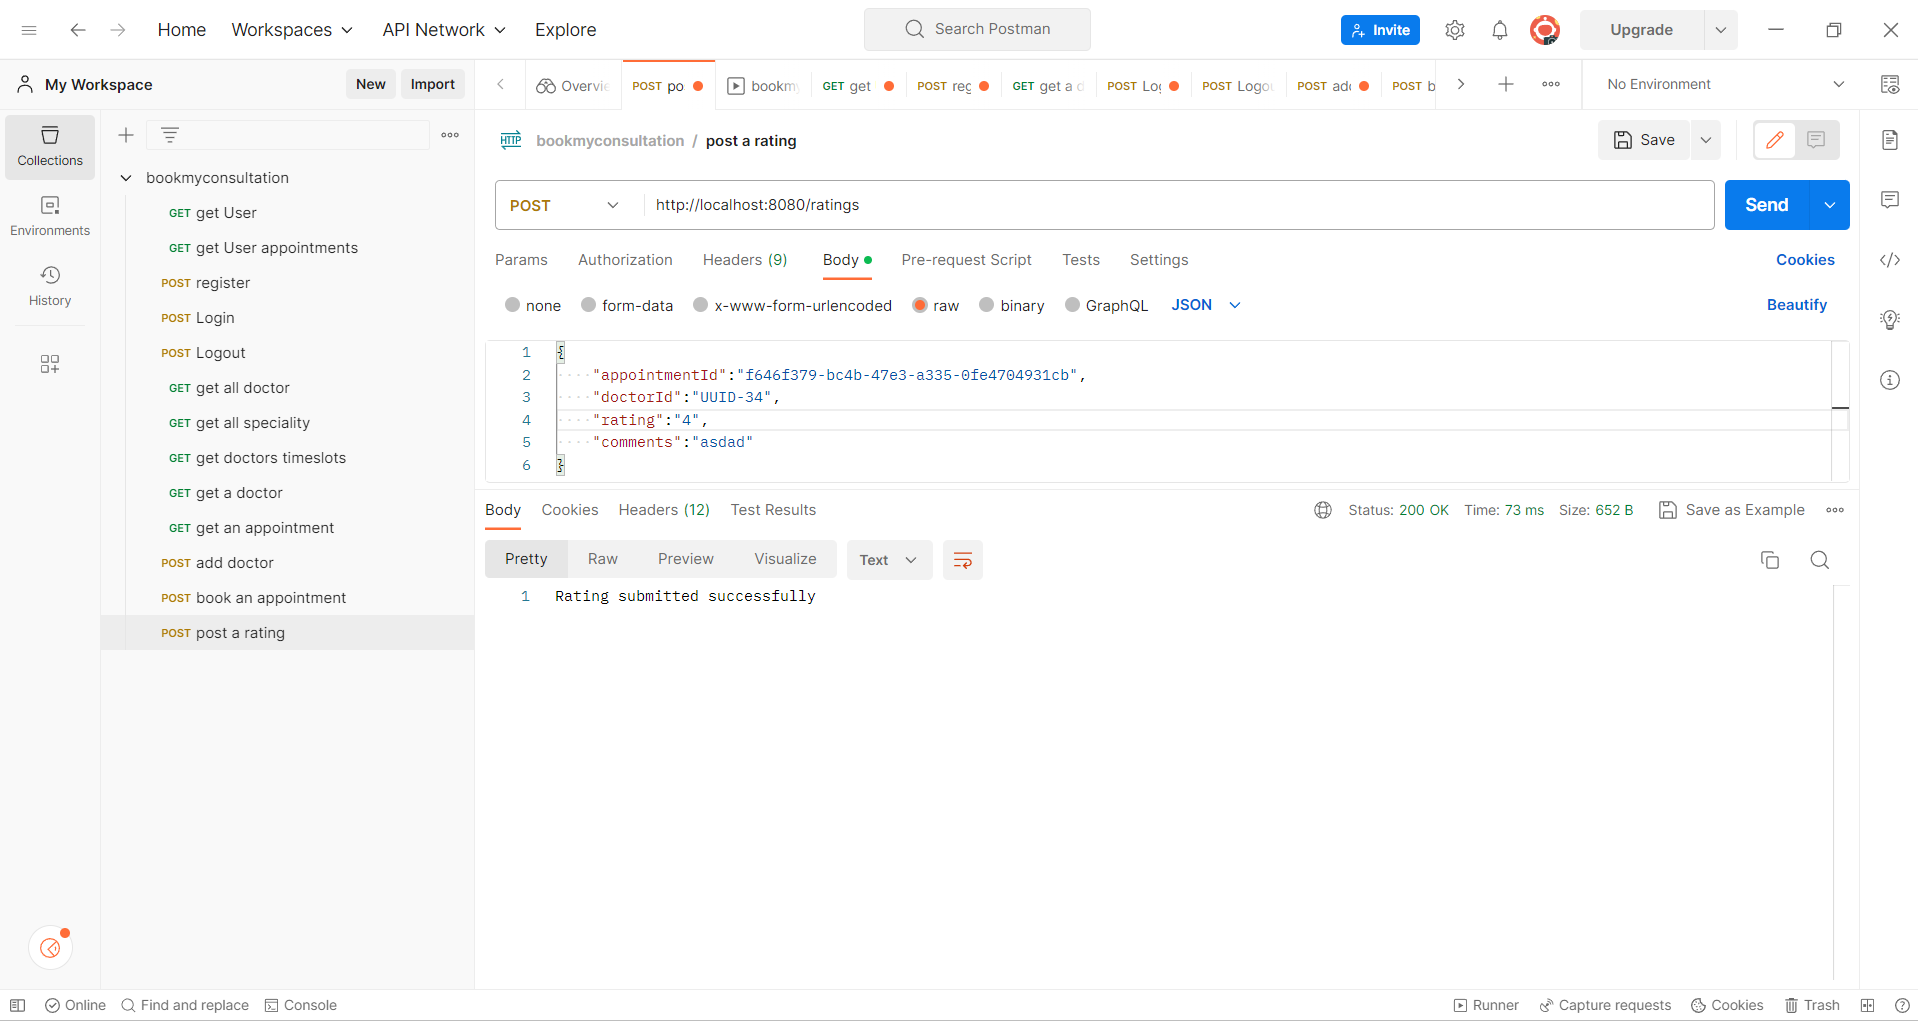 Home Workspaces API Network Explore Search Postman Invite Upgrade
My Workspace New Import
Overvie POST po bookmy GET get POST reg GET get a d POST Log POST Logou POST add POST b No Environment
Collections
Environments
History
bookmyconsultation
GET get User
GET get User appointments
POST register
POST Login
POST Logout
GET get all doctor
GET get all speciality
GET get doctors timeslots
GET get a doctor
GET get an appointment
POST add doctor
POST book an appointment
POST post a rating
HTTP bookmyconsultation / post a rating Save
POST http://localhost:8080/ratings Send
Params Authorization Headers (9) Body Pre-request Script Tests Settings Cookies
none form-data x-www-form-urlencoded raw binary GraphQL JSON Beautify
1 {
2 "appointmentId":"f646f379-bc4b-47e3-a335-0fe4704931cb",
3 "doctorId":"UUID-34",
4 "rating":"4",
5 "comments":"asdad"
6 }
Body Cookies Headers (12) Test Results Status: 200 OK Time: 73 ms Size: 652 B Save as Example
Pretty Raw Preview Visualize Text
1 Rating submitted successfully
Online Find and replace Console Runner Capture requests Cookies Trash